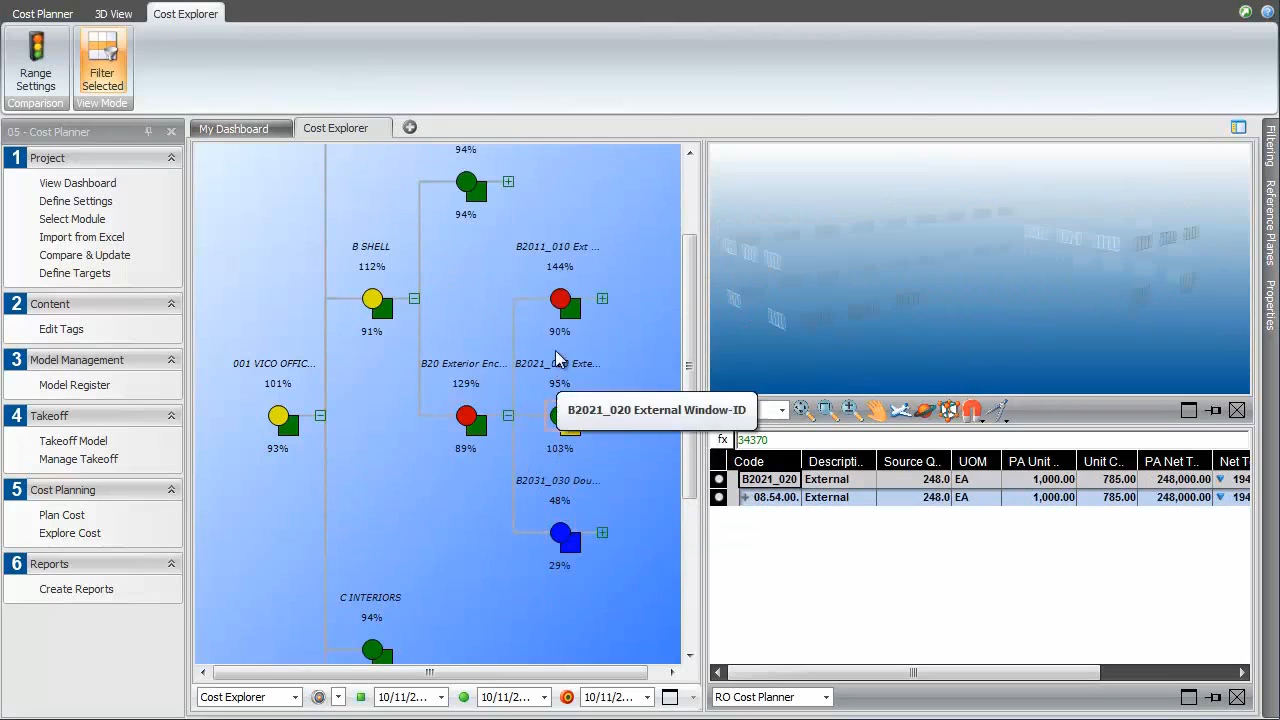 Cost Planner 3D View Cost Explorer
Range Settings
Filter Selected
Comparison View Mode
05 - Cost Planner
1 Project
View Dashboard
Define Settings
Select Module
Import from Excel
Compare & Update
Define Targets
2 Content
Edit Tags
3 Model Management
Model Register
4 Takeoff
Takeoff Model
Manage Takeoff
5 Cost Planning
Plan Cost
Explore Cost
6 Reports
Create Reports
My Dashboard Cost Explorer
94%
94%
B SHELL
112%
91%
B2011_010 Ext ...
144%
90%
001 VICO OFFIC...
101%
93%
B20 Exterior Enc...
129%
89%
B2021_020 Exte...
95%
103%
B2021_020 External Window-ID
B2031_030 Dou...
48%
29%
C INTERIORS
94%
Cost Explorer 10/11/2... 10/11/2... 10/11/2...
fx 34370
Code Descripti.. Source Q.. UOM PA Unit .. Unit C.. PA Net T.. Net T
B2021_020 External 248.0 EA 1,000.00 785.00 248,000.00 194
08.54.00. External 248.0 EA 1,000.00 785.00 248,000.00 194
RO Cost Planner
Filtering
Reference Planes
Properties